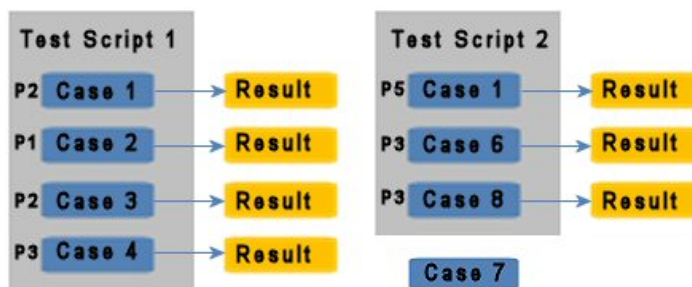 Test Script 1
P2 Case 1 Result
P1 Case 2 Result
P2 Case 3 Result
P3 Case 4 Result
Test Script 2
P5 Case 1 Result
P3 Case 6 Result
P3 Case 8 Result
Case 7